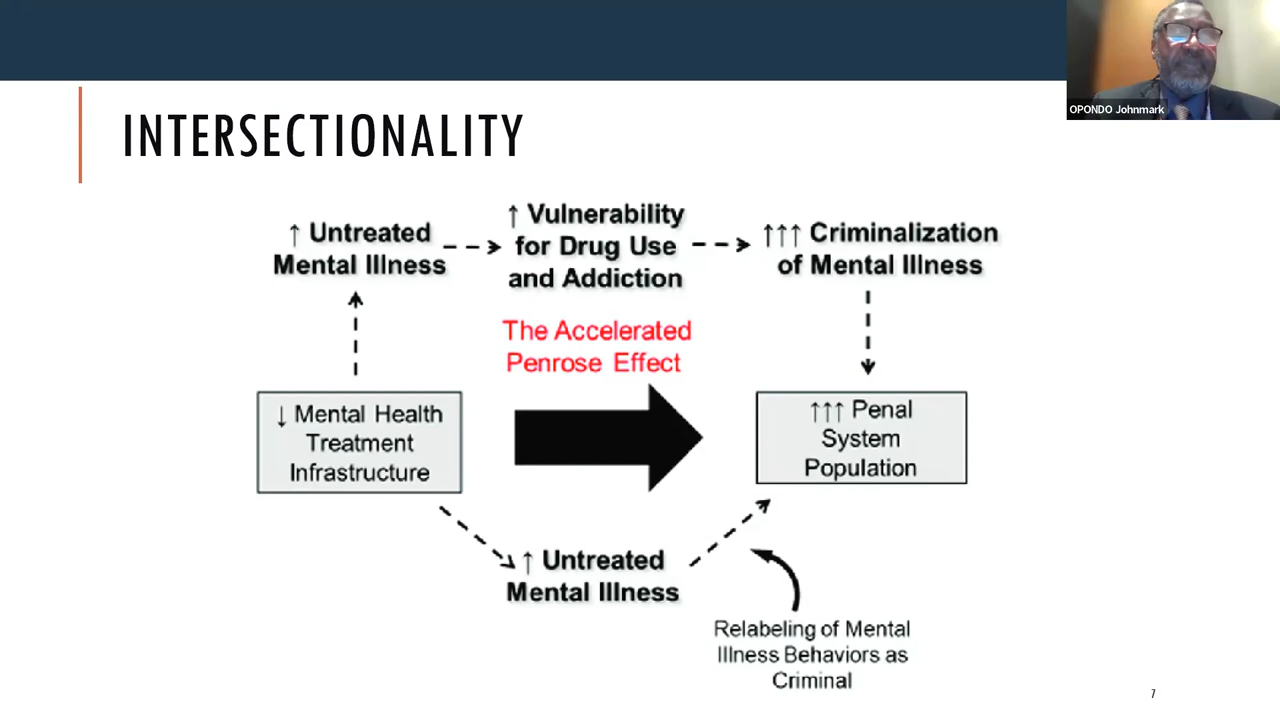 OPONDO Johnmark
INTERSECTIONALITY
↑ Untreated
Mental Illness
↑ Vulnerability
for Drug Use
and Addiction
↑↑↑ Criminalization
of Mental Illness
The Accelerated
Penrose Effect
↓ Mental Health
Treatment
Infrastructure
↑↑↑ Penal
System
Population
↑ Untreated
Mental Illness
Relabeling of Mental
Illness Behaviors as
Criminal
7